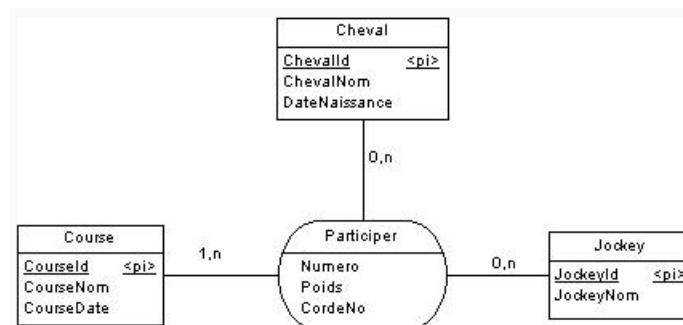 Cheval
ChevalId <pi>
ChevalNom
DateNaissance
0,n
Course
CourseId <pi>
CourseNom
CourseDate
1,n
Participer
Numero
Poids
CordeNo
0,n
Jockey
JockeyId <pi>
JockeyNom